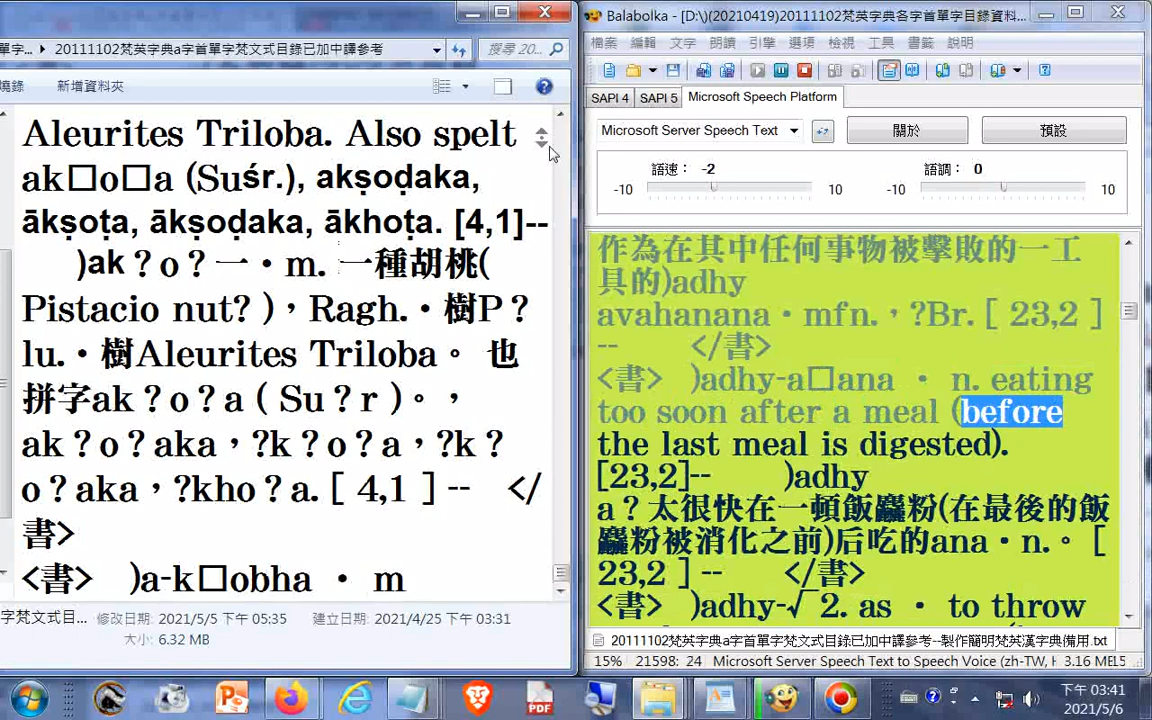 單字...
20111102梵英字典a字首單字梵文式目錄已加中譯參考
搜尋 20...
燒錄
新增資料夾
Aleurites Triloba. Also spelt
ak□o□a (Suśr.), akṣoḍaka,
ākṣoṭa, ākṣoḍaka, ākhoṭa. [4,1]--
)ak？o？一・m. 一種胡桃(
Pistacio nut? )，Ragh.・樹P？
lu.・樹Aleurites Triloba。 也
拼字ak？o？a ( Su？r )。，
ak？o？aka，?k？o？a，?k？
o？aka，?kho？a. [ 4,1 ] -- </
書>
<書> )a-k□obha ・ m
字梵文式目...
修改日期: 2021/5/5 下午 05:35
建立日期: 2021/4/25 下午 03:31
大小: 6.32 MB
Balabolka - [D:\)(20210419)20111102梵英字典各字首單字目錄資料...
檔案 編輯 文字 朗讀 引擎 選項 檢視 工具 書籤 說明
SAPI 4 SAPI 5 Microsoft Speech Platform
Microsoft Server Speech Text
關於
預設
語速: -2
語調: 0
-10 10 -10 10
作為在其中任何事物被擊敗的一工
具的)adhy
avahanana・mfn.，?Br. [ 23,2 ]
-- </書>
<書> )adhy-a□ana ・ n. eating
too soon after a meal (before
the last meal is digested).
[23,2]-- )adhy
a？太很快在一頓飯麤粉(在最後的飯
麤粉被消化之前)后吃的ana・n.。 [
23,2 ] -- </書>
<書> )adhy-√ 2. as ・ to throw
20111102梵英字典a字首單字梵文式目錄已加中譯參考--製作簡明梵英漢字典備用.txt
15% 21598: 24 Microsoft Server Speech Text to Speech Voice (zh-TW, H 3.16 MB
PDF
下午 03:41
2021/5/6